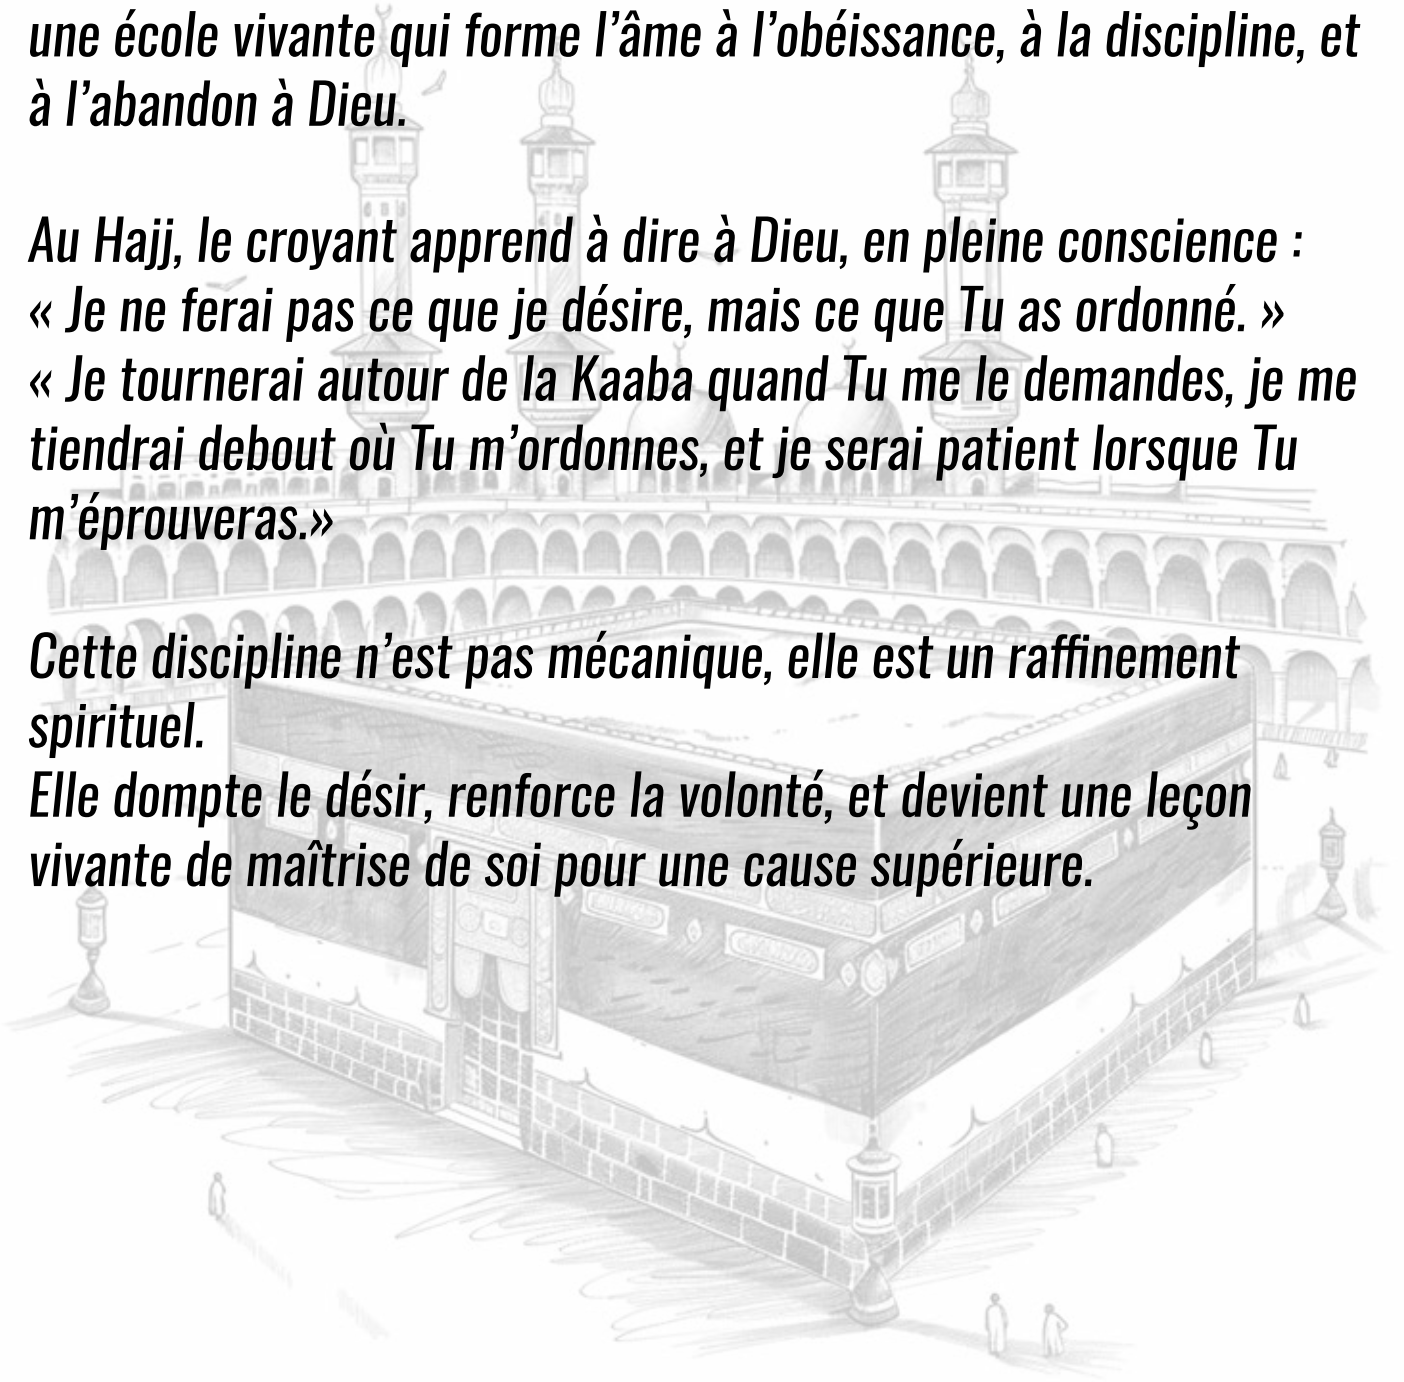 une école vivante qui forme l’âme à l’obéissance, à la discipline, et
à l’abandon à Dieu.
Au Hajj, le croyant apprend à dire à Dieu, en pleine conscience :
« Je ne ferai pas ce que je désire, mais ce que Tu as ordonné. »
« Je tournerai autour de la Kaaba quand Tu me le demandes, je me
tiendrai debout où Tu m’ordonnes, et je serai patient lorsque Tu
m’éprouveras.»
Cette discipline n’est pas mécanique, elle est un raffinement
spirituel.
Elle dompte le désir, renforce la volonté, et devient une leçon
vivante de maîtrise de soi pour une cause supérieure.